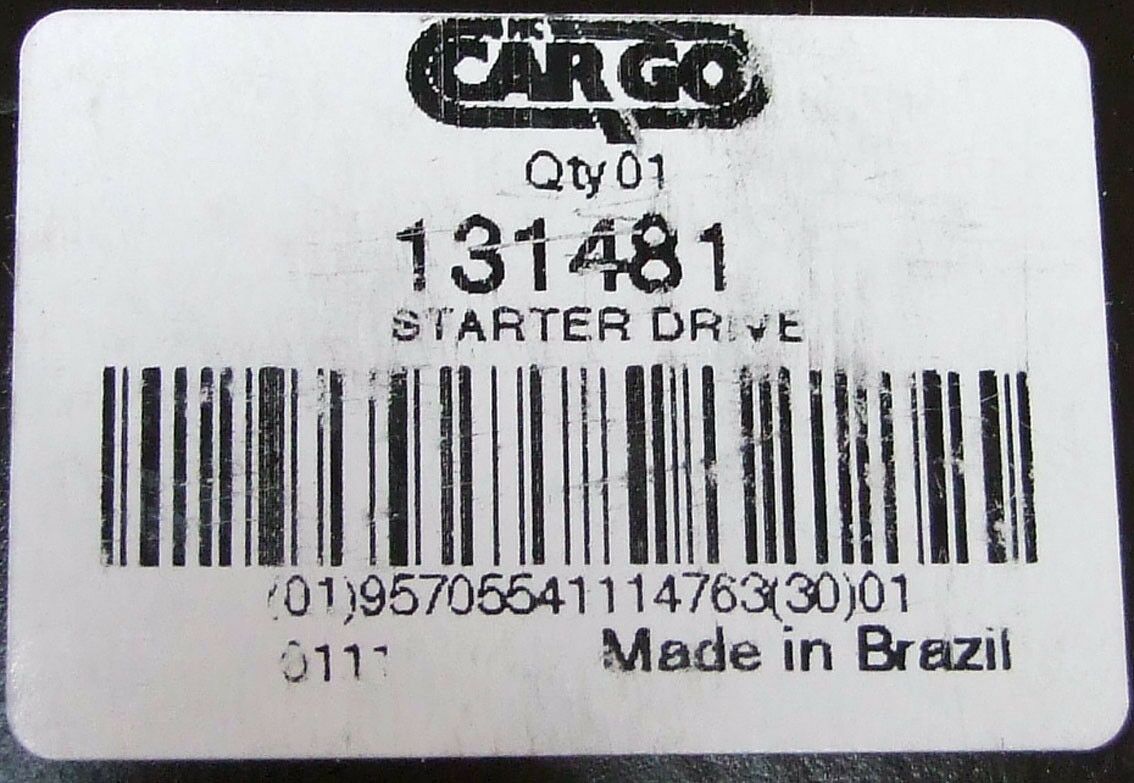 CARGO
Qty 01
131481
STARTER DRIVE
(01)95705541114763(30)01
0111
Made in Brazil